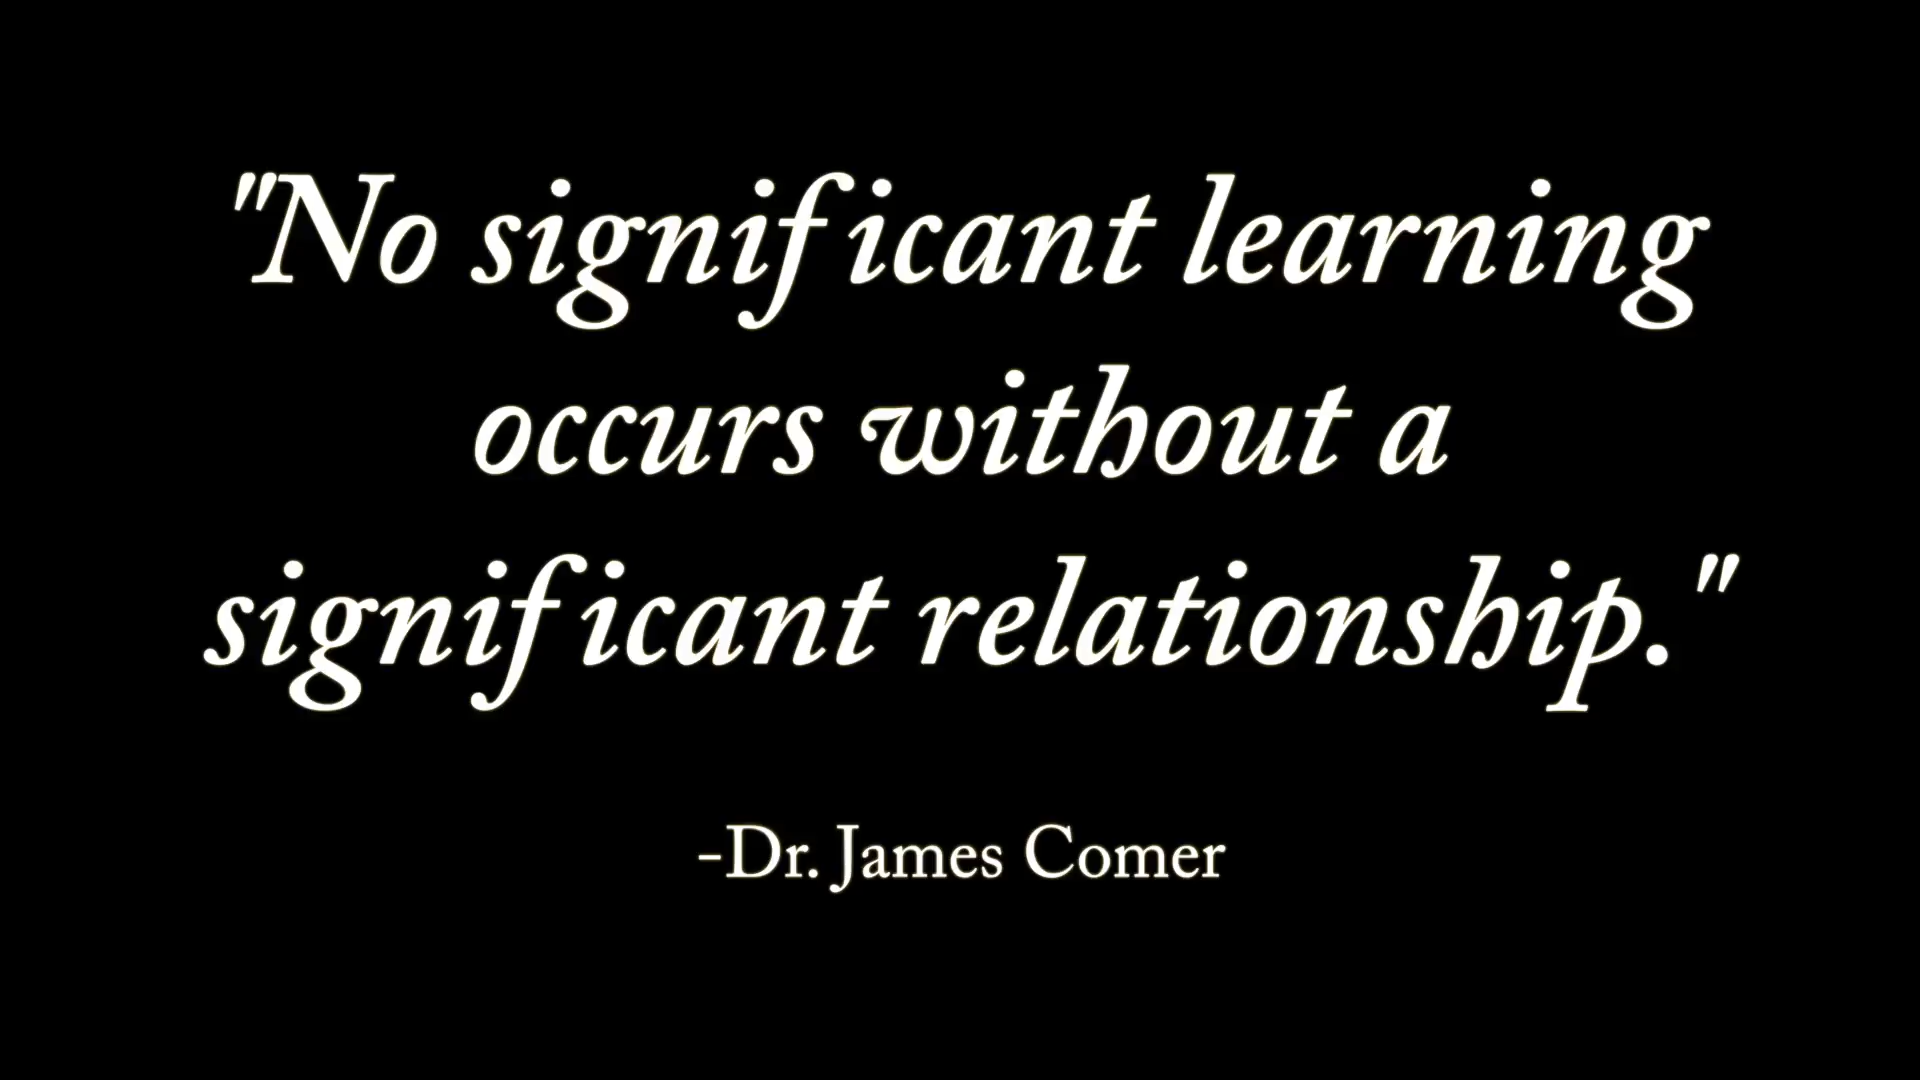 "No significant learning
occurs without a
significant relationship."
-Dr. James Comer